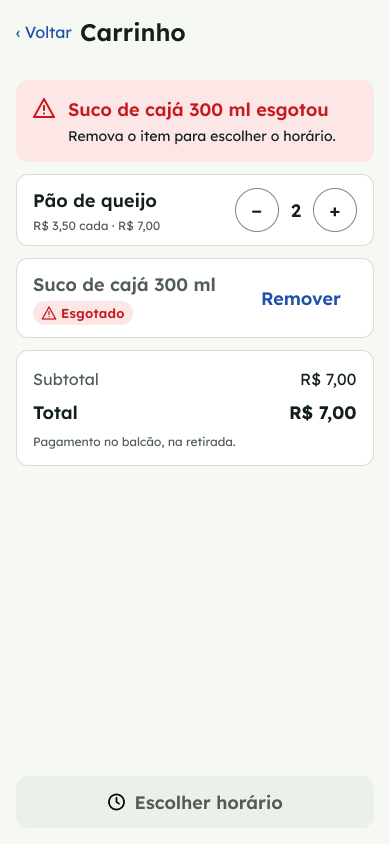 ‹ Voltar Carrinho
Suco de cajá 300 ml esgotou
Remova o item para escolher o horário.
Pão de queijo
R$ 3,50 cada · R$ 7,00
− 2 +
Suco de cajá 300 ml
Esgotado
Remover
Subtotal R$ 7,00
Total R$ 7,00
Pagamento no balcão, na retirada.
Escolher horário